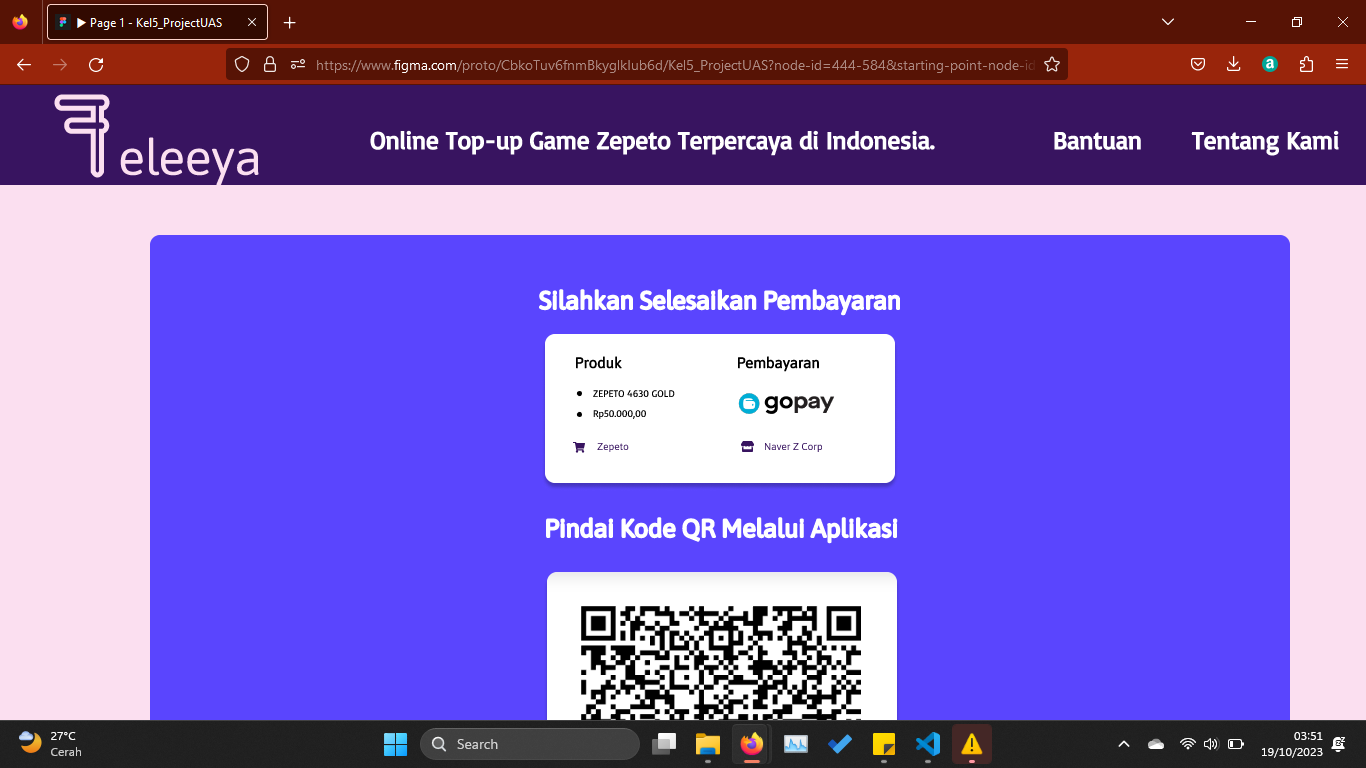 Page 1 - Kel5_ProjectUAS
https://www.figma.com/proto/CbkoTuv6fnmBkyglkIub6d/Kel5_ProjectUAS?node-id=444-584&starting-point-node-id
Teleeya
Online Top-up Game Zepeto Terpercaya di Indonesia.
Bantuan
Tentang Kami
Silahkan Selesaikan Pembayaran
Produk
Pembayaran
ZEPETO 4630 GOLD
Rp50.000,00
gopay
Zepeto
Naver Z Corp
Pindai Kode QR Melalui Aplikasi
27°C
Cerah
Search
03:51
19/10/2023